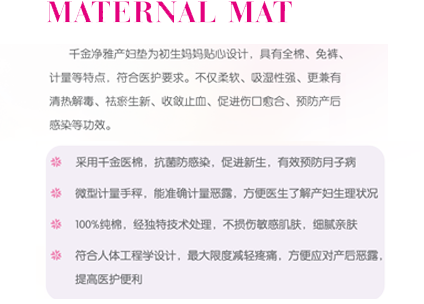 MATERNAL MAT
千金净雅产妇垫为初生妈妈贴心设计，具有全棉、免裤、
计量等特点，符合医护要求。不仅柔软、吸湿性强、更兼有
清热解毒、祛瘀生新、收敛止血、促进伤口愈合、预防产后
感染等功效。
采用千金医棉，抗菌防感染，促进新生，有效预防月子病
微型计量手秤，能准确计量恶露，方便医生了解产妇生理状况
100%纯棉，经独特技术处理，不损伤敏感肌肤，细腻亲肤
符合人体工程学设计，最大限度减轻疼痛，方便应对产后恶露，
提高医护便利